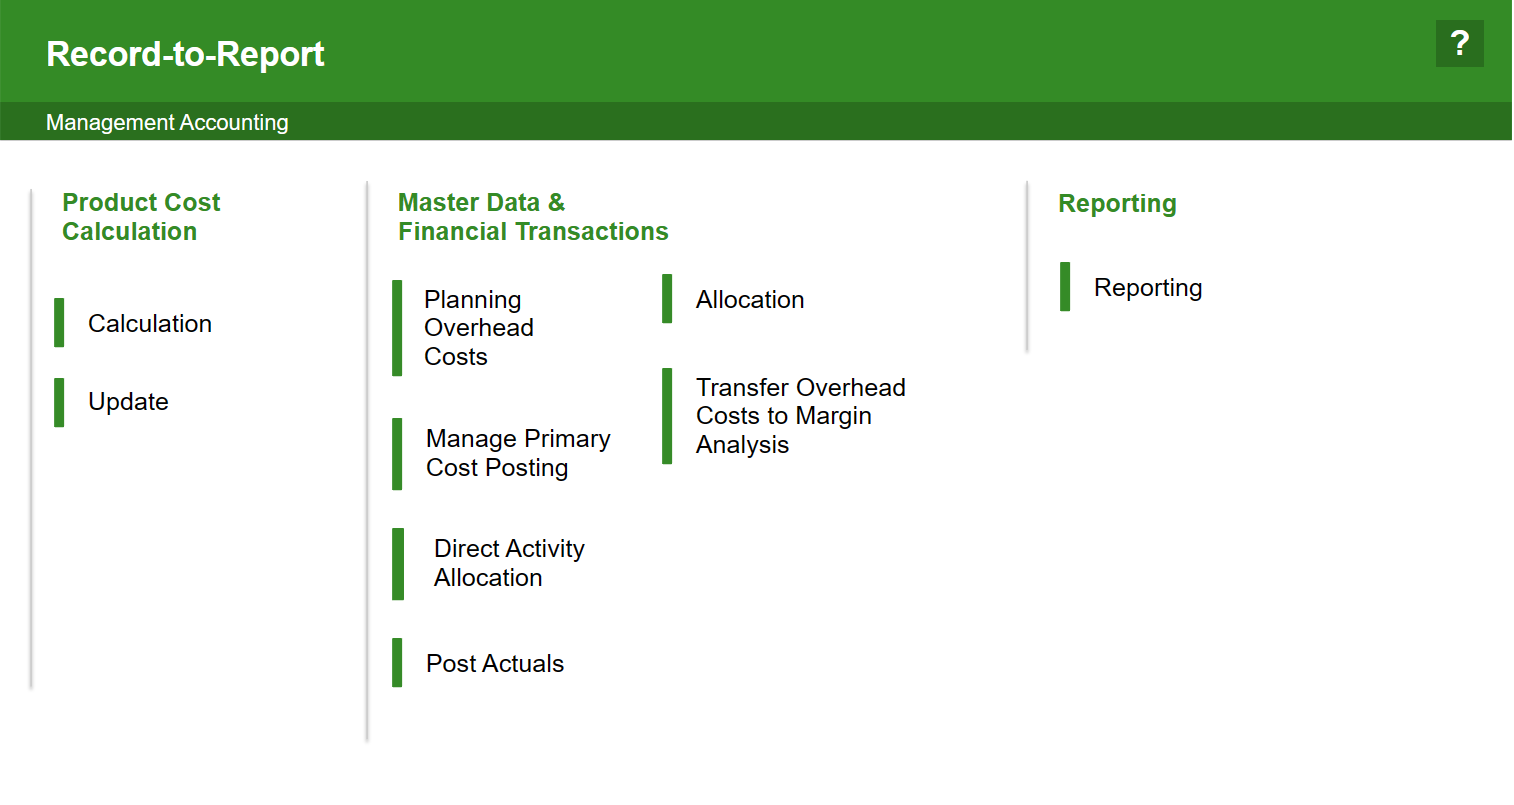 Record-to-Report
?
Management Accounting
Product Cost
Calculation
Calculation
Update
Master Data &
Financial Transactions
Planning
Overhead
Costs
Manage Primary
Cost Posting
Direct Activity
Allocation
Post Actuals
Allocation
Transfer Overhead
Costs to Margin
Analysis
Reporting
Reporting